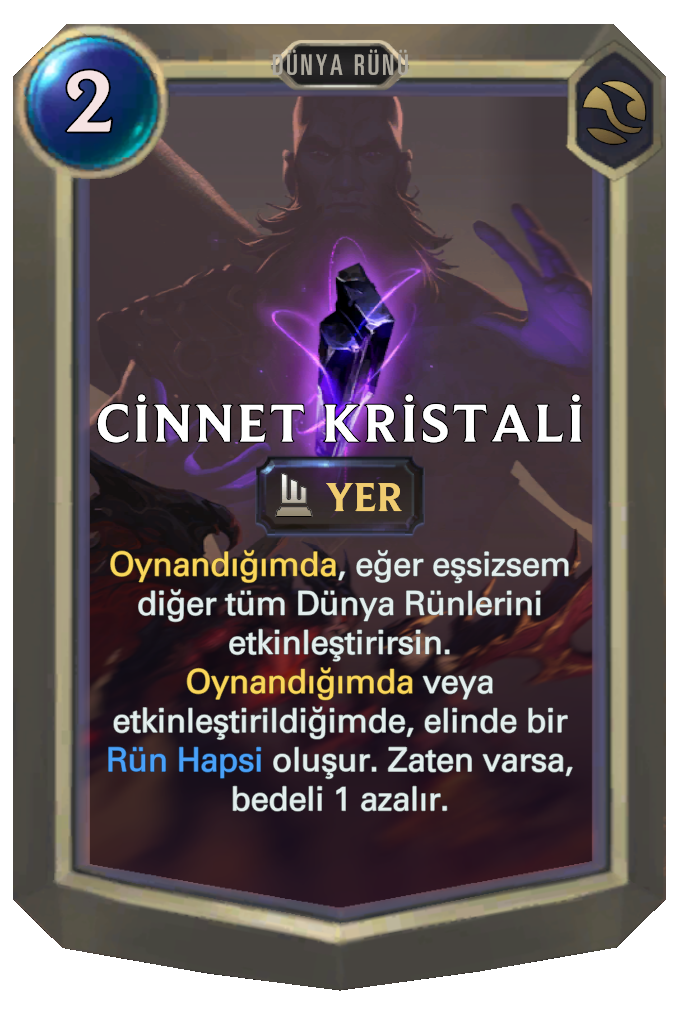 DÜNYA RÜNÜ
2
CİNNET KRİSTALİ
YER
Oynandığımda, eğer eşsizsem
diğer tüm Dünya Rünlerini
etkinleştirirsin.
Oynandığımda veya
etkinleştirildiğimde, elinde bir
Rün Hapsi oluşur. Zaten varsa,
bedeli 1 azalır.